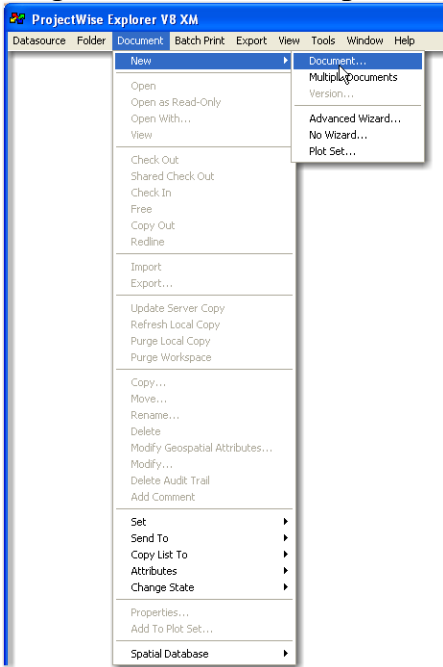 ProjectWise Explorer V8 XM
Datasource Folder Document Batch Print Export View Tools Window Help
New
Open
Open as Read-Only
Open With...
View
Check Out
Shared Check Out
Check In
Free
Copy Out
Redline
Import
Export...
Update Server Copy
Refresh Local Copy
Purge Local Copy
Purge Workspace
Copy...
Move...
Rename...
Delete
Modify Geospatial Attributes...
Modify...
Delete Audit Trail
Add Comment
Set
Send To
Copy List To
Attributes
Change State
Properties...
Add To Plot Set...
Spatial Database
Document...
Multiple Documents
Version...
Advanced Wizard...
No Wizard...
Plot Set...